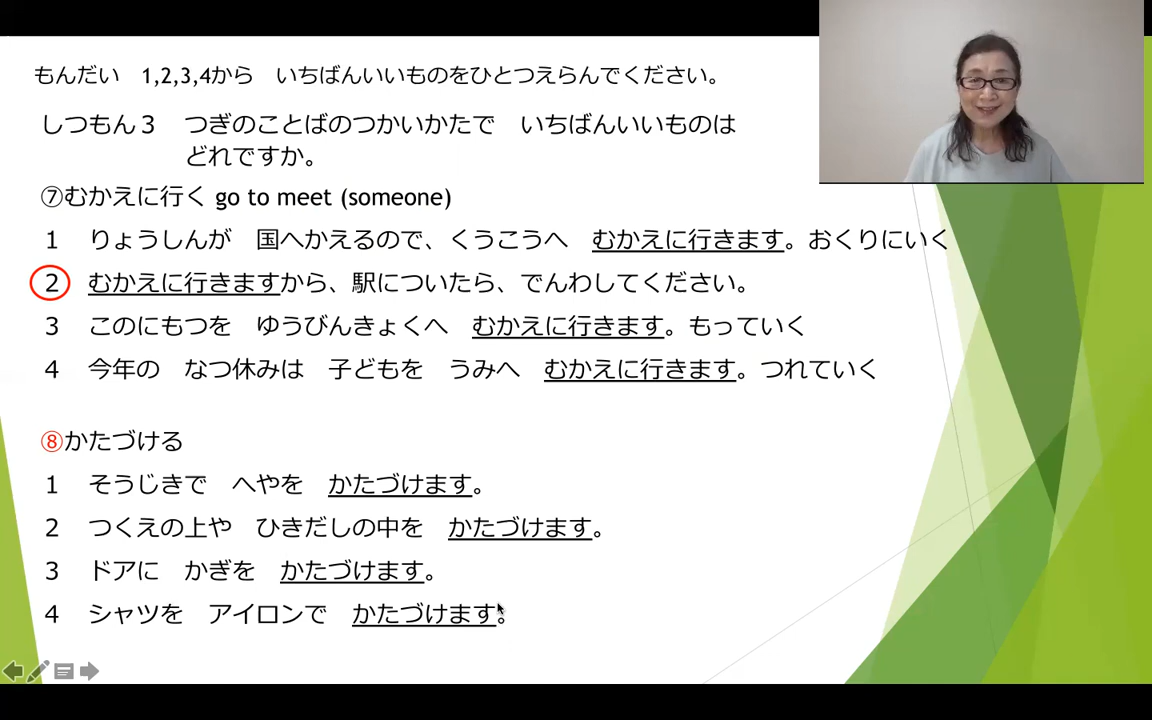 もんだい　1,2,3,4から　いちばんいいものをひとつえらんでください。
しつもん３　つぎのことばのつかいかたで　いちばんいいものは
どれですか。
⑦むかえに行く go to meet (someone)
１　りょうしんが　国へかえるので、くうこうへ　むかえに行きます。おくりにいく
２　むかえに行きますから、駅についたら、でんわしてください。
３　このにもつを　ゆうびんきょくへ　むかえに行きます。もっていく
４　今年の　なつ休みは　子どもを　うみへ　むかえに行きます。つれていく
⑧かたづける
１　そうじきで　へやを　かたづけます。
２　つくえの上や　ひきだしの中を　かたづけます。
３　ドアに　かぎを　かたづけます。
４　シャツを　アイロンで　かたづけます。